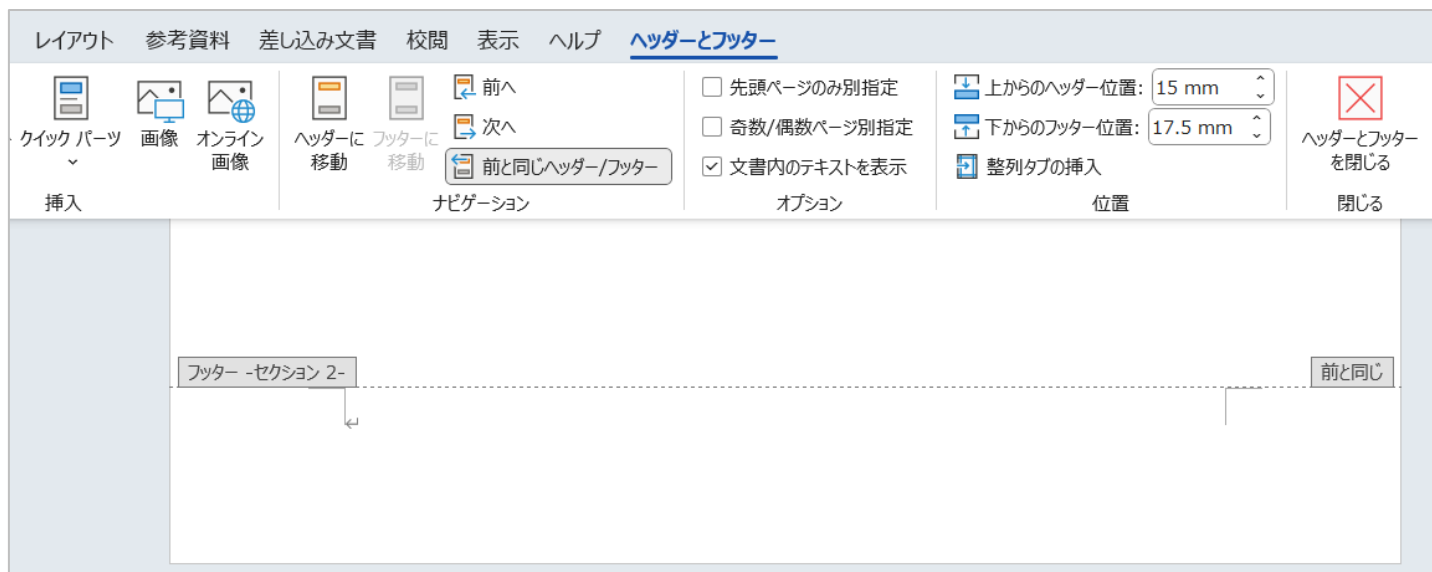 レイアウト 参考資料 差し込み文書 校閲 表示 ヘルプ ヘッダーとフッター
クイック パーツ
画像
オンライン
画像
挿入
ヘッダーに
移動
フッターに
移動
前へ
次へ
前と同じヘッダー/フッター
ナビゲーション
先頭ページのみ別指定
奇数/偶数ページ別指定
文書内のテキストを表示
オプション
上からのヘッダー位置: 15 mm
下からのフッター位置: 17.5 mm
整列タブの挿入
位置
ヘッダーとフッター
を閉じる
閉じる
フッター -セクション 2-
前と同じ